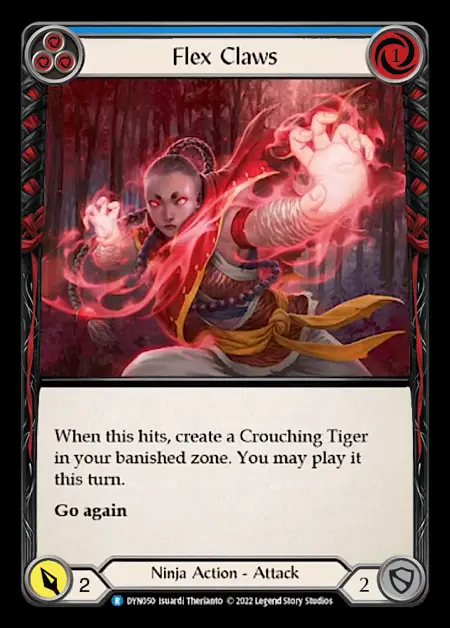 Flex Claws
1
When this hits, create a Crouching Tiger
in your banished zone. You may play it
this turn.
Go again
2
Ninja Action - Attack
2
R DYN050 Isuardi Therianto © 2022 Legend Story Studios